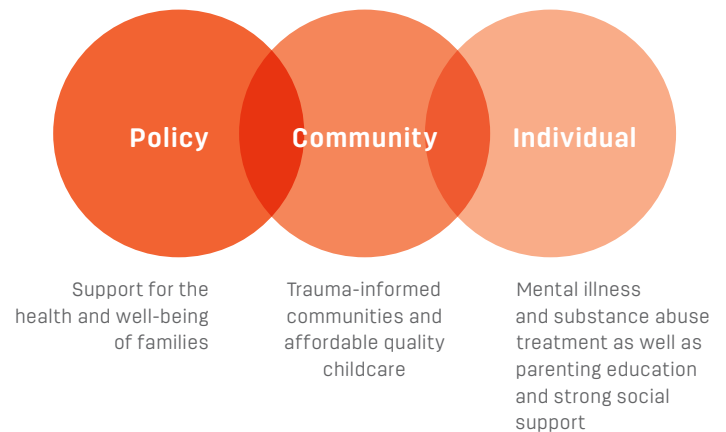 Policy
Community
Individual
Support for the
health and well-being
of families
Trauma-informed
communities and
affordable quality
childcare
Mental illness
and substance abuse
treatment as well as
parenting education
and strong social
support